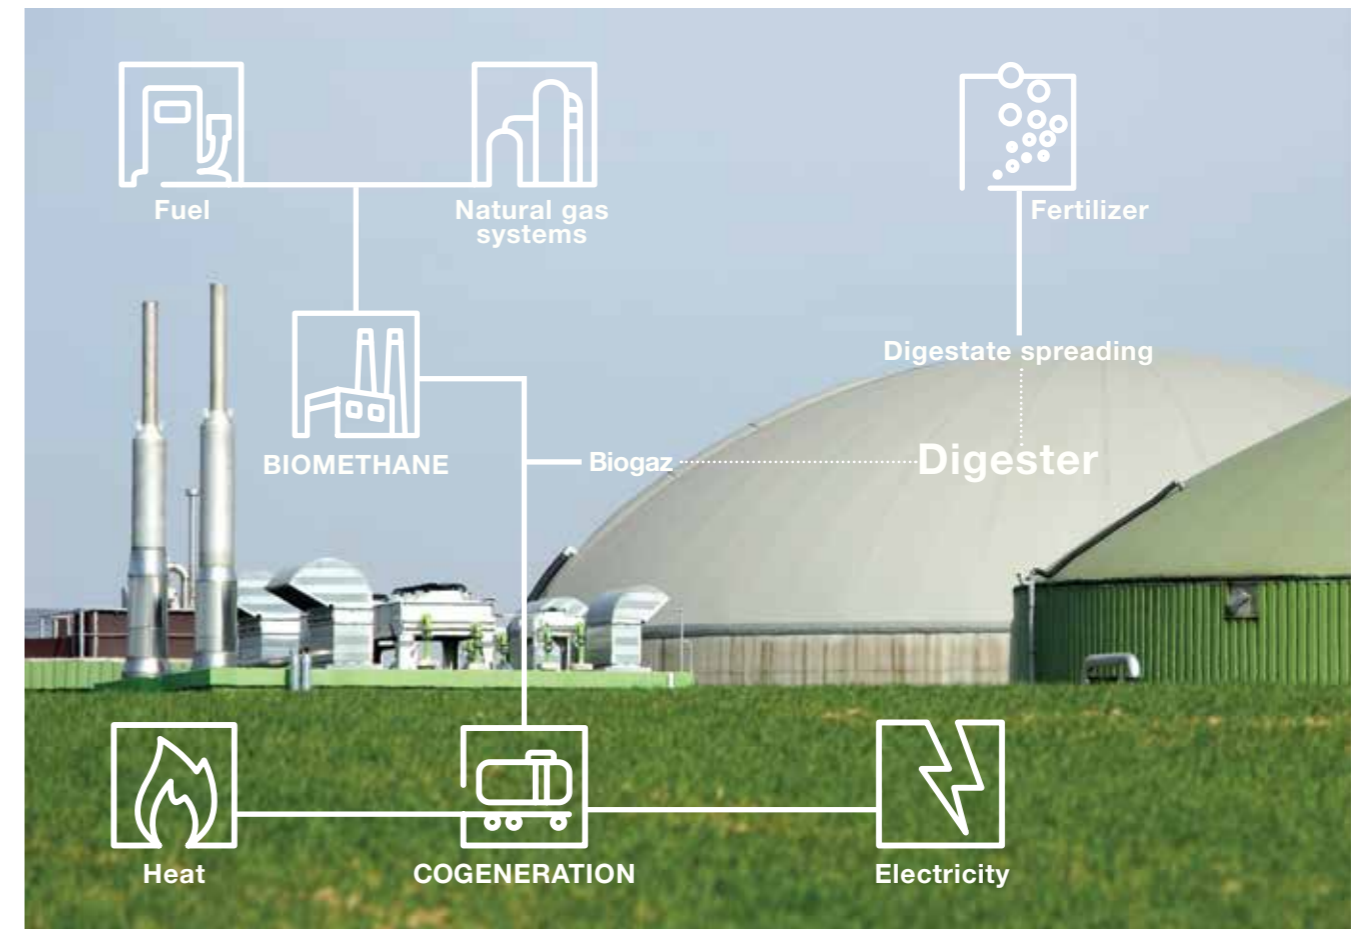 Fuel
Natural gas
systems
Fertilizer
Digestate spreading
BIOMETHANE
Biogaz
Digester
Heat
COGENERATION
Electricity